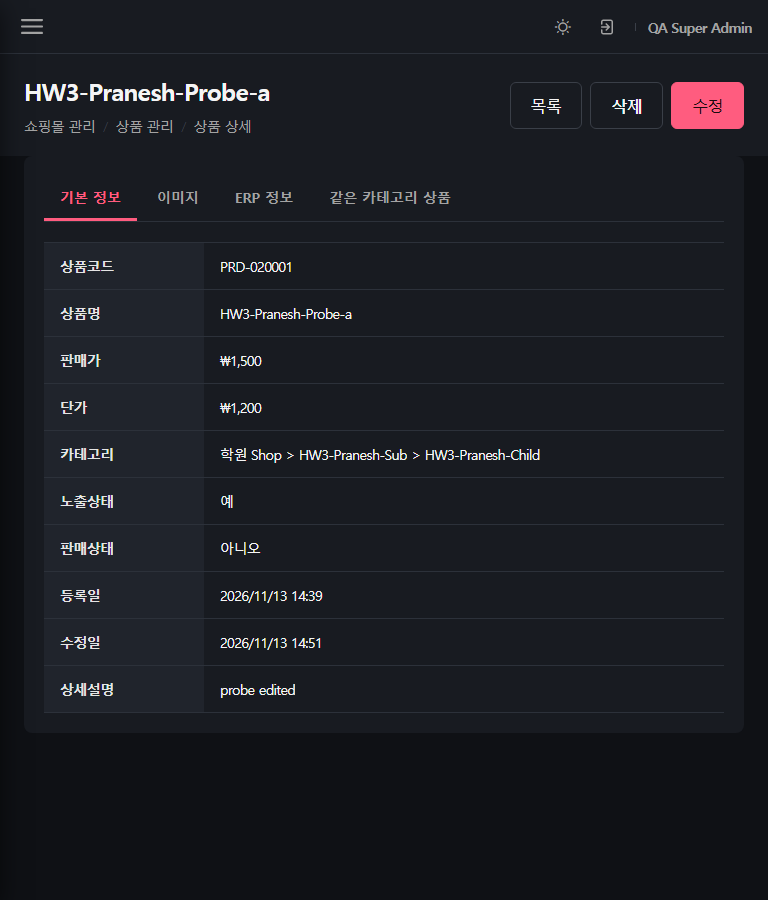 QA Super Admin
HW3-Pranesh-Probe-a
쇼핑몰 관리 / 상품 관리 / 상품 상세
목록
삭제
수정
기본 정보 이미지 ERP 정보 같은 카테고리 상품
상품코드 PRD-020001
상품명 HW3-Pranesh-Probe-a
판매가 ₩1,500
단가 ₩1,200
카테고리 학원 Shop > HW3-Pranesh-Sub > HW3-Pranesh-Child
노출상태 예
판매상태 아니오
등록일 2026/11/13 14:39
수정일 2026/11/13 14:51
상세설명 probe edited